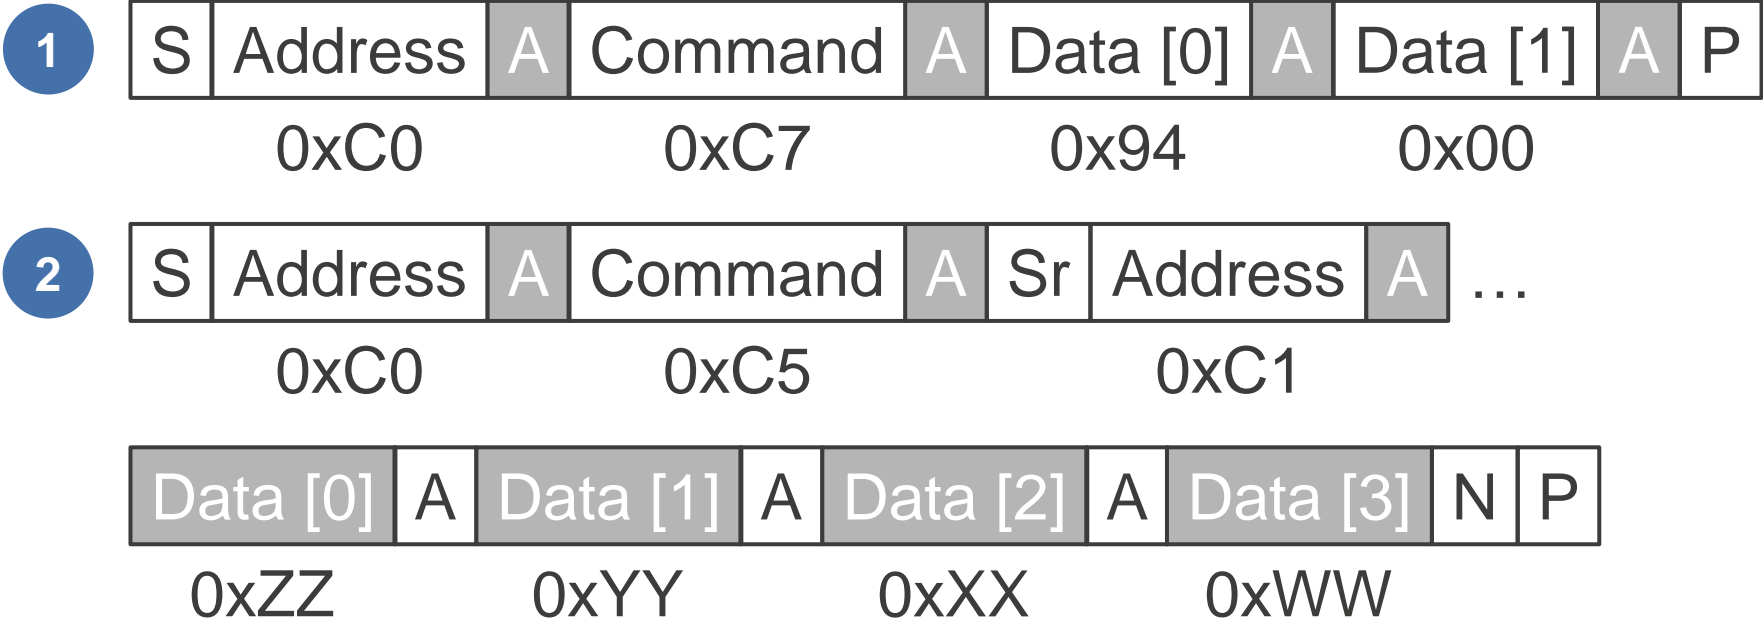 1 S Address A Command A Data [0] A Data [1] A P
0xC0 0xC7 0x94 0x00
2 S Address A Command A Sr Address A …
0xC0 0xC5 0xC1
Data [0] A Data [1] A Data [2] A Data [3] N P
0xZZ 0xYY 0xXX 0xWW